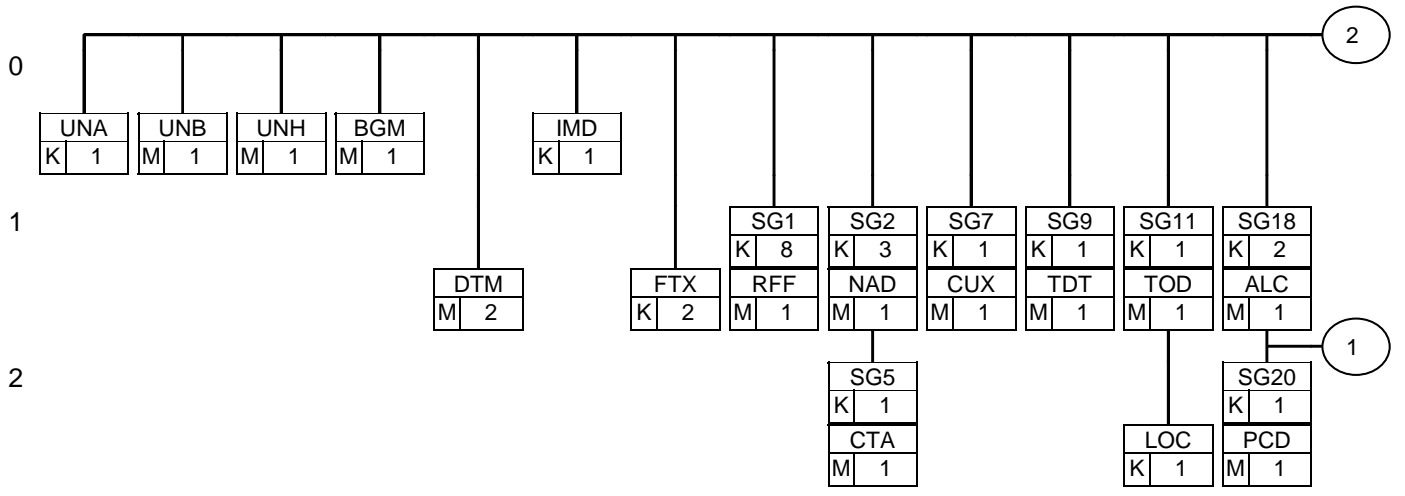 2
0
UNA UNB UNH BGM IMD
K 1 M 1 M 1 M 1 K 1
1
SG1 SG2 SG7 SG9 SG11 SG18
K 8 K 3 K 1 K 1 K 1 K 2
DTM FTX RFF NAD CUX TDT TOD ALC
M 2 K 2 M 1 M 1 M 1 M 1 M 1 M 1
1
2
SG5 SG20
K 1 K 1
CTA LOC PCD
M 1 K 1 M 1